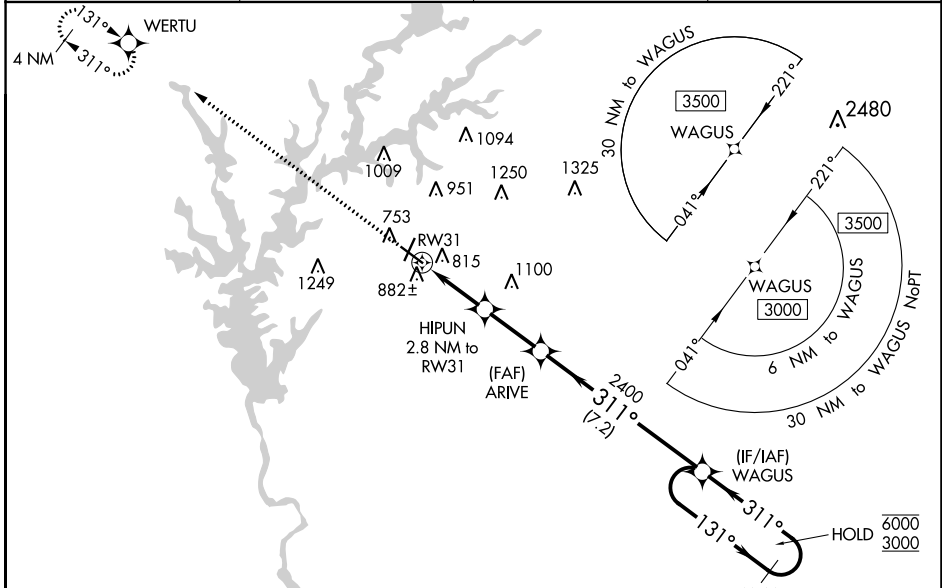 131°
WERTU
4 NM
311°
30 NM to WAGUS
3500
221°
WAGUS
041°
2480
1094
1009
951
1250
1325
753
RW31
815
1249
882±
1100
221°
3500
WAGUS
3000
041°
6 NM to WAGUS
30 NM to WAGUS NoPT
HIPUN
2.8 NM to
RW31
(FAF)
ARIVE
2400
311°
(7.2)
(IF/IAF)
WAGUS
311°
131°
HOLD
6000
3000